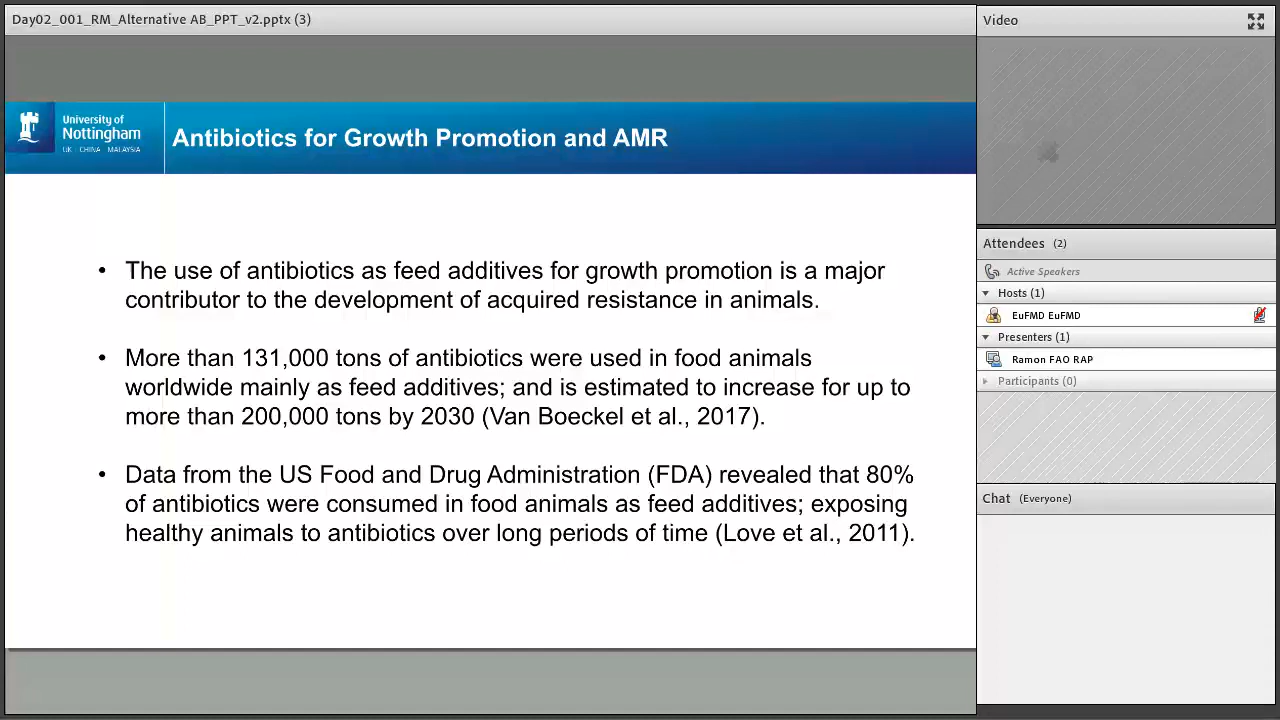 Day02_001_RM_Alternative AB_PPT_v2.pptx (3)
University of
Nottingham
UK · CHINA · MALAYSIA
Antibiotics for Growth Promotion and AMR
• The use of antibiotics as feed additives for growth promotion is a major
contributor to the development of acquired resistance in animals.
• More than 131,000 tons of antibiotics were used in food animals
worldwide mainly as feed additives; and is estimated to increase for up to
more than 200,000 tons by 2030 (Van Boeckel et al., 2017).
• Data from the US Food and Drug Administration (FDA) revealed that 80%
of antibiotics were consumed in food animals as feed additives; exposing
healthy animals to antibiotics over long periods of time (Love et al., 2011).
Video
Attendees (2)
Active Speakers
Hosts (1)
EuFMD EuFMD
Presenters (1)
Ramon FAO RAP
Participants (0)
Chat (Everyone)